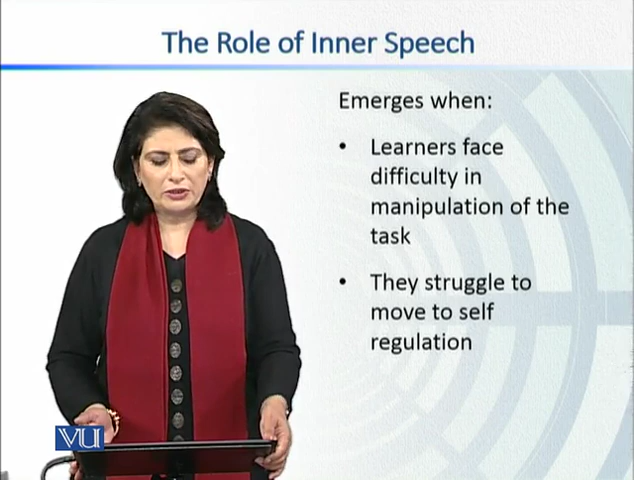 The Role of Inner Speech
Emerges when:
• Learners face
difficulty in
manipulation of the
task
• They struggle to
move to self
regulation
VU